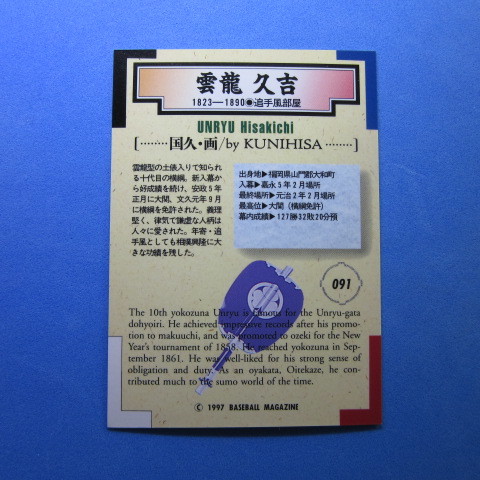 雲龍 久吉
1823—1890◉追手風部屋
UNRYU Hisakichi
[‥‥‥‥国久・画/by KUNIHISA‥‥‥‥]
雲龍型の土俵入りで知られ
る十代目の横綱。新入幕か
ら好成績を続け、安政5年
正月に大関、文久元年9月
に横綱を免許された。義理
堅く、律気で謙虚な人柄は
人々に愛された。年寄・追
手風としても相撲興隆に大
きな功績を残した。
出身地▶福岡県山門郡大和町
入幕▶嘉永5年2月場所
最終場所▶元治2年2月場所
最高位▶大関(横綱免許)
幕内成績▶127勝32敗20分預
091
The 10th yokozuna Unryu is famous for the Unryu-gata
dohyoiri. He achieved impressive records after his promo-
tion to makuuchi, and was promoted to ozeki for the New
Year's tournament of 1858. He reached yokozuna in Sep-
tember 1861. He was well-liked for his strong sense of
obligation and duty. As an oyakata, Oitekaze, he con-
tributed much to the sumo world of the time.
© 1997 BASEBALL MAGAZINE